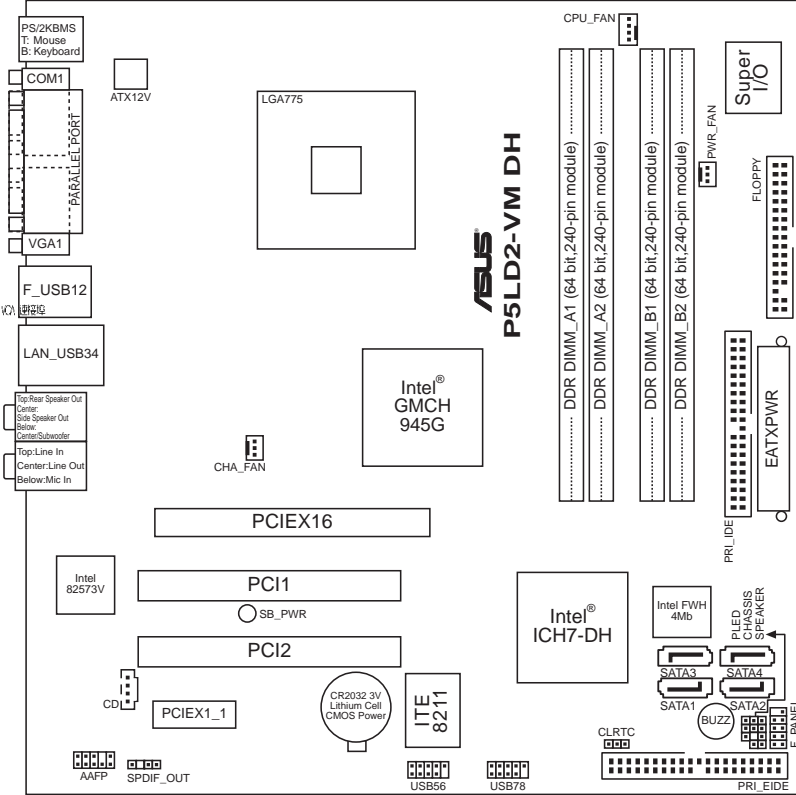 PS/2KBMS
T: Mouse
B: Keyboard
CPU_FAN
COM1
ATX12V
LGA775
Super
I/O
PWR_FAN
PARALLEL PORT
FLOPPY
VGA1
F_USB12
LAN_USB34
ASUS®
P5LD2-VM DH
DDR DIMM_A1 (64 bit,240-pin module)
DDR DIMM_A2 (64 bit,240-pin module)
DDR DIMM_B1 (64 bit,240-pin module)
DDR DIMM_B2 (64 bit,240-pin module)
Intel®
GMCH
945G
EATXPWR
PRI_IDE
Top:Rear Speaker Out
Center:
Side Speaker Out
Below:
Center/Subwoofer
Top:Line In
Center:Line Out
Below:Mic In
CHA_FAN
PCIEX16
Intel
82573V
PCI1
SB_PWR
PCI2
Intel®
ICH7-DH
Intel FWH
4Mb
PLED
CHASSIS
SPEAKER
SATA3
SATA4
SATA1
SATA2
CD
PCIEX1_1
CR2032 3V
Lithium Cell
CMOS Power
ITE
8211
BUZZ
F_PANEL
CLRTC
AAFP
SPDIF_OUT
USB56
USB78
PRI_EIDE